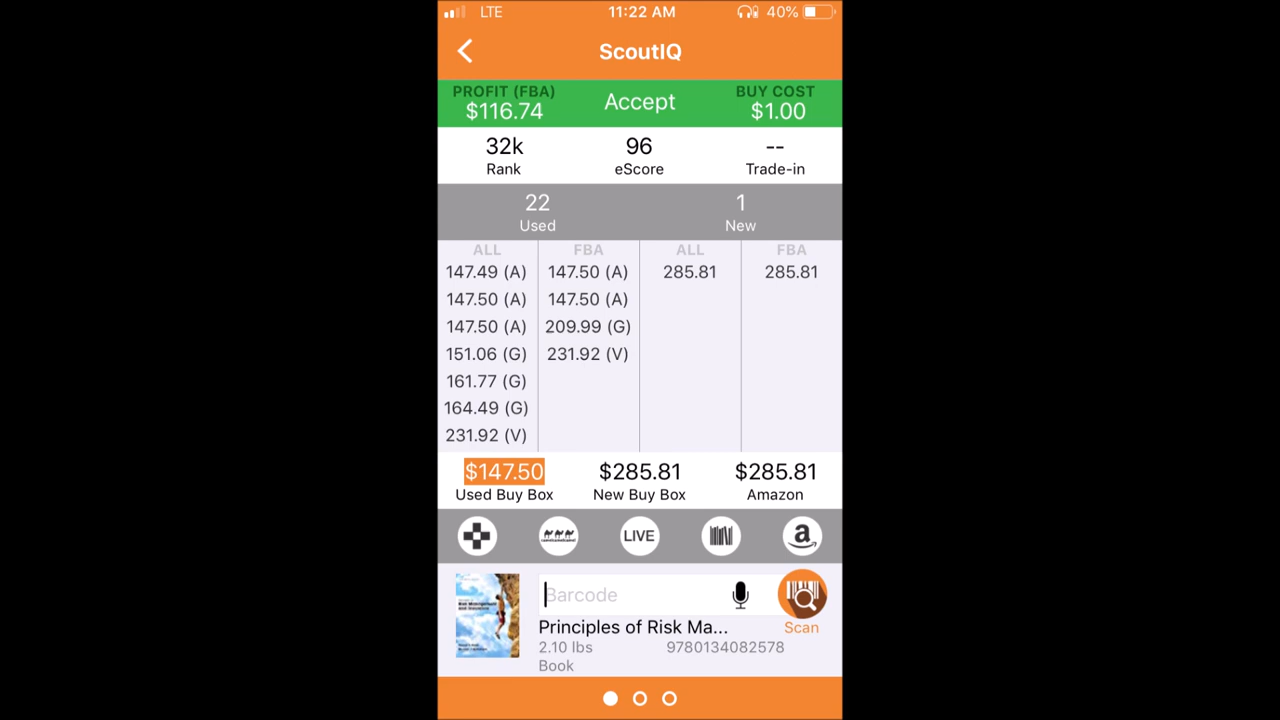 LTE 11:22 AM 40%
ScoutIQ
PROFIT (FBA) BUY COST
$116.74 Accept $1.00
32k 96 --
Rank eScore Trade-in
22 1
Used New
ALL FBA ALL FBA
147.49 (A) 147.50 (A) 285.81 285.81
147.50 (A) 147.50 (A)
147.50 (A) 209.99 (G)
151.06 (G) 231.92 (V)
161.77 (G)
164.49 (G)
231.92 (V)
$147.50 $285.81 $285.81
Used Buy Box New Buy Box Amazon
LIVE a
Risk Management
and Insurance
Barcode
Scan
Principles of Risk Ma...
2.10 lbs 9780134082578
Book